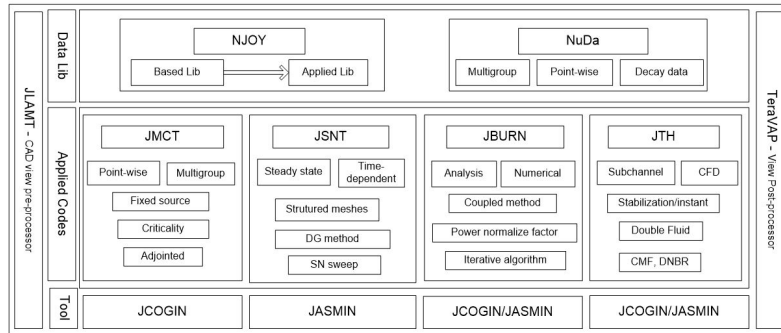 JLAMT - CAD view pre-processor
Data Lib
NJOY
Based Lib
Applied Lib
NuDa
Multigroup
Point-wise
Decay data
Applied Codes
JMCT
Point-wise
Multigroup
Fixed source
Criticality
Adjointed
JSNT
Steady state
Time-
dependent
Strutured meshes
DG method
SN sweep
JBURN
Analysis
Numerical
Coupled method
Power normalize factor
Iterative algorithm
JTH
Subchannel
CFD
Stabilization/instant
Double Fluid
CMF, DNBR
Tool
JCOGIN
JASMIN
JCOGIN/JASMIN
JCOGIN/JASMIN
TeraVAP - View Post-processor